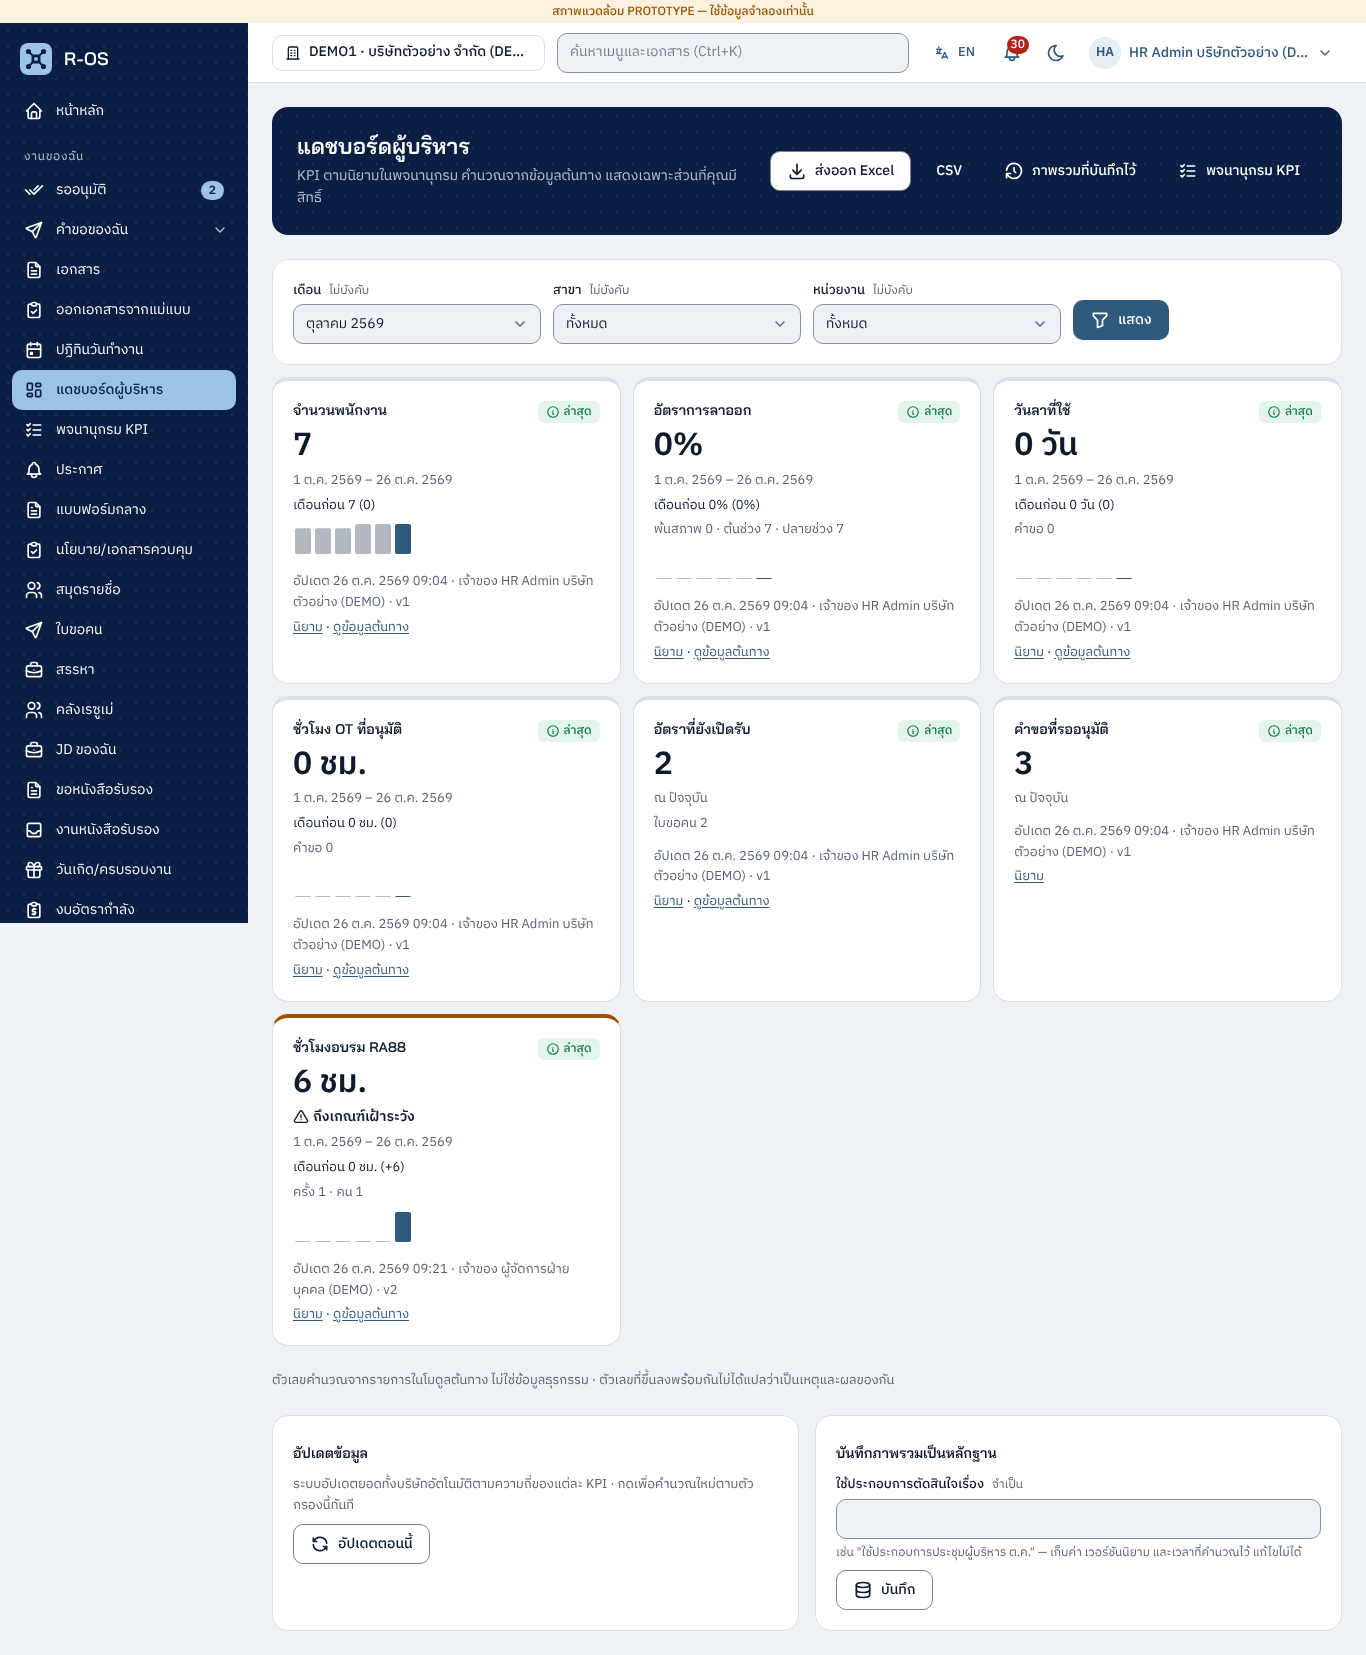 สภาพแวดล้อม PROTOTYPE — ใช้ข้อมูลจำลองเท่านั้น
R-OS
DEMO1 · บริษัทตัวอย่าง จำกัด (DE...
ค้นหาเมนูและเอกสาร (Ctrl+K)
EN
30
HA
HR Admin บริษัทตัวอย่าง (D...
หน้าหลัก
งานของฉัน
รออนุมัติ
2
คำขอของฉัน
เอกสาร
ออกเอกสารจากแม่แบบ
ปฏิทินวันทำงาน
แดชบอร์ดผู้บริหาร
พจนานุกรม KPI
ประกาศ
แบบฟอร์มกลาง
นโยบาย/เอกสารควบคุม
สมุดรายชื่อ
ใบขอคน
สรรหา
คลังเรซูเม่
JD ของฉัน
ขอหนังสือรับรอง
งานหนังสือรับรอง
วันเกิด/ครบรอบงาน
งบอัตรากำลัง
แดชบอร์ดผู้บริหาร
KPI ตามนิยามในพจนานุกรม คำนวณจากข้อมูลต้นทาง แสดงเฉพาะส่วนที่คุณมี
สิทธิ์
ส่งออก Excel
CSV
ภาพรวมที่บันทึกไว้
พจนานุกรม KPI
เดือน ไม่บังคับ
ตุลาคม 2569
สาขา ไม่บังคับ
ทั้งหมด
หน่วยงาน ไม่บังคับ
ทั้งหมด
แสดง
จำนวนพนักงาน
ล่าสุด
7
1 ต.ค. 2569 – 26 ต.ค. 2569
เดือนก่อน 7 (0)
อัปเดต 26 ต.ค. 2569 09:04 · เจ้าของ HR Admin บริษัท
ตัวอย่าง (DEMO) · v1
นิยาม · ดูข้อมูลต้นทาง
อัตราการลาออก
ล่าสุด
0%
1 ต.ค. 2569 – 26 ต.ค. 2569
เดือนก่อน 0% (0%)
พ้นสภาพ 0 · ต้นช่วง 7 · ปลายช่วง 7
อัปเดต 26 ต.ค. 2569 09:04 · เจ้าของ HR Admin บริษัท
ตัวอย่าง (DEMO) · v1
นิยาม · ดูข้อมูลต้นทาง
วันลาที่ใช้
ล่าสุด
0 วัน
1 ต.ค. 2569 – 26 ต.ค. 2569
เดือนก่อน 0 วัน (0)
คำขอ 0
อัปเดต 26 ต.ค. 2569 09:04 · เจ้าของ HR Admin บริษัท
ตัวอย่าง (DEMO) · v1
นิยาม · ดูข้อมูลต้นทาง
ชั่วโมง OT ที่อนุมัติ
ล่าสุด
0 ชม.
1 ต.ค. 2569 – 26 ต.ค. 2569
เดือนก่อน 0 ชม. (0)
คำขอ 0
อัปเดต 26 ต.ค. 2569 09:04 · เจ้าของ HR Admin บริษัท
ตัวอย่าง (DEMO) · v1
นิยาม · ดูข้อมูลต้นทาง
อัตราที่ยังเปิดรับ
ล่าสุด
2
ณ ปัจจุบัน
ใบขอคน 2
อัปเดต 26 ต.ค. 2569 09:04 · เจ้าของ HR Admin บริษัท
ตัวอย่าง (DEMO) · v1
นิยาม · ดูข้อมูลต้นทาง
คำขอที่รออนุมัติ
ล่าสุด
3
ณ ปัจจุบัน
อัปเดต 26 ต.ค. 2569 09:04 · เจ้าของ HR Admin บริษัท
ตัวอย่าง (DEMO) · v1
นิยาม
ชั่วโมงอบรม RA88
ล่าสุด
6 ชม.
ถึงเกณฑ์เฝ้าระวัง
1 ต.ค. 2569 – 26 ต.ค. 2569
เดือนก่อน 0 ชม. (+6)
ครั้ง 1 · คน 1
อัปเดต 26 ต.ค. 2569 09:21 · เจ้าของ ผู้จัดการฝ่าย
บุคคล (DEMO) · v2
นิยาม · ดูข้อมูลต้นทาง
ตัวเลขคำนวณจากรายการในโมดูลต้นทาง ไม่ใช่ข้อมูลธุรกรรม · ตัวเลขที่ขึ้นลงพร้อมกันไม่ได้แปลว่าเป็นเหตุและผลของกัน
อัปเดตข้อมูล
ระบบอัปเดตยอดทั้งบริษัทอัตโนมัติตามความถี่ของแต่ละ KPI · กดเพื่อคำนวณใหม่ตามตัว
กรองนี้ทันที
อัปเดตตอนนี้
บันทึกภาพรวมเป็นหลักฐาน
ใช้ประกอบการตัดสินใจเรื่อง จำเป็น
เช่น "ใช้ประกอบการประชุมผู้บริหาร ต.ค." — เก็บค่า เวอร์ชันนิยาม และเวลาที่คำนวณไว้ แก้ไขไม่ได้
บันทึก